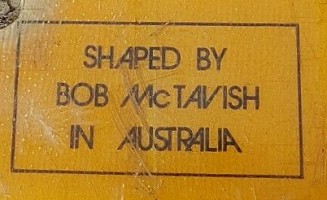 SHAPED BY
BOB McTAVISH
IN AUSTRALIA